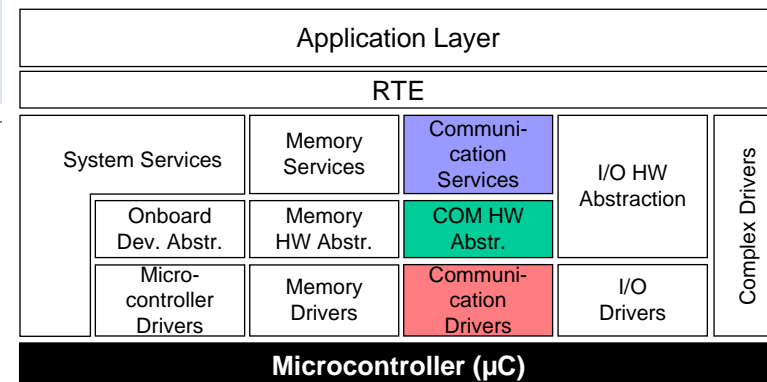 Application Layer
RTE
System Services
Memory
Services
Communi-
cation
Services
I/O HW
Abstraction
Complex Drivers
Onboard
Dev. Abstr.
Memory
HW Abstr.
COM HW
Abstr.
Micro-
controller
Drivers
Memory
Drivers
Communi-
cation
Drivers
I/O
Drivers
Microcontroller (µC)